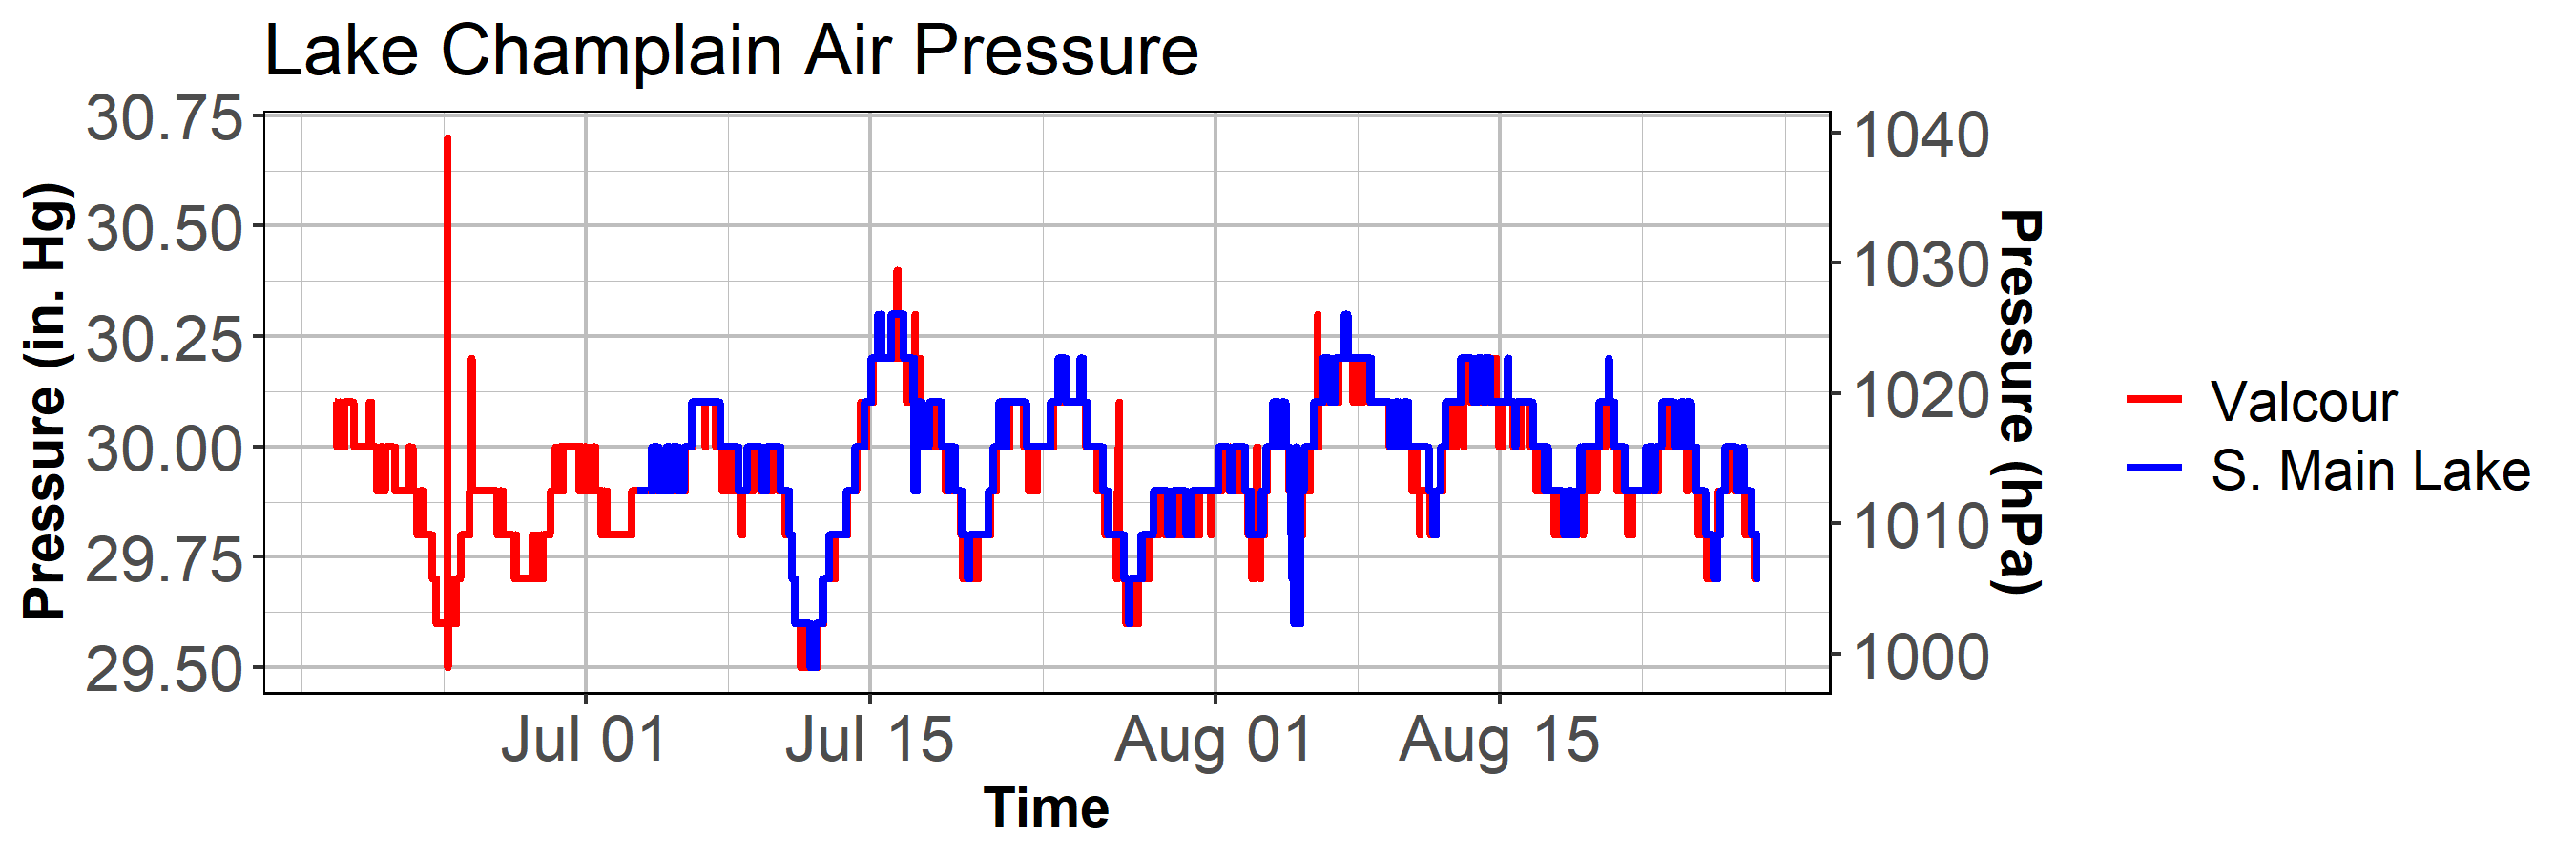 Lake Champlain Air Pressure
Pressure (in. Hg)
30.75
30.50
30.25
30.00
29.75
29.50
Jul 01 Jul 15 Aug 01 Aug 15
Time
1040
1030
1020
1010
1000
Pressure (hPa)
Valcour
S. Main Lake